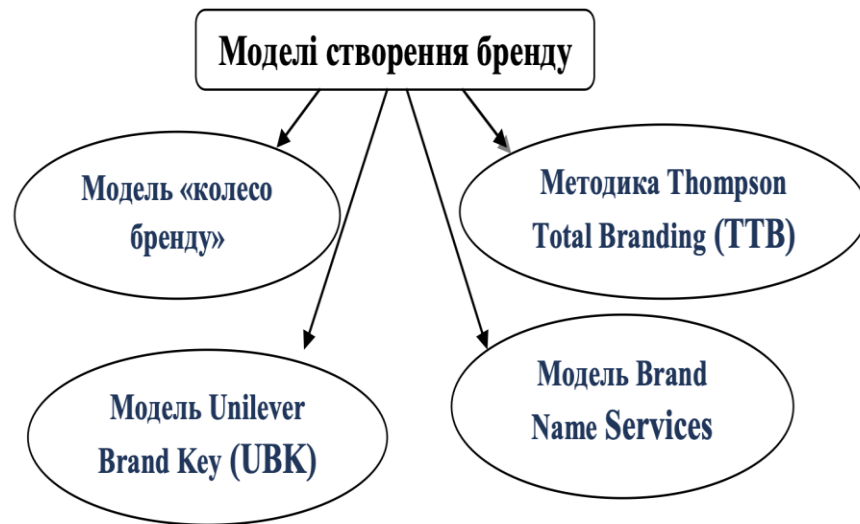 Моделі створення бренду
Модель «колесо
бренду»
Методика Thompson
Total Branding (TTB)
Модель Unilever
Brand Key (UBK)
Модель Brand
Name Services